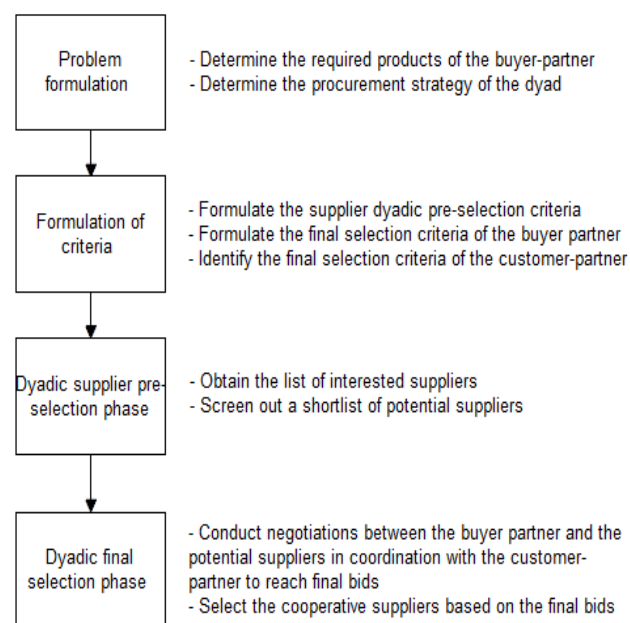 Problem
formulation
- Determine the required products of the buyer-partner
- Determine the procurement strategy of the dyad
Formulation of
criteria
- Formulate the supplier dyadic pre-selection criteria
- Formulate the final selection criteria of the buyer partner
- Identify the final selection criteria of the customer-partner
Dyadic supplier pre-
selection phase
- Obtain the list of interested suppliers
- Screen out a shortlist of potential suppliers
Dyadic final
selection phase
- Conduct negotiations between the buyer partner and the
potential suppliers in coordination with the customer-
partner to reach final bids
- Select the cooperative suppliers based on the final bids